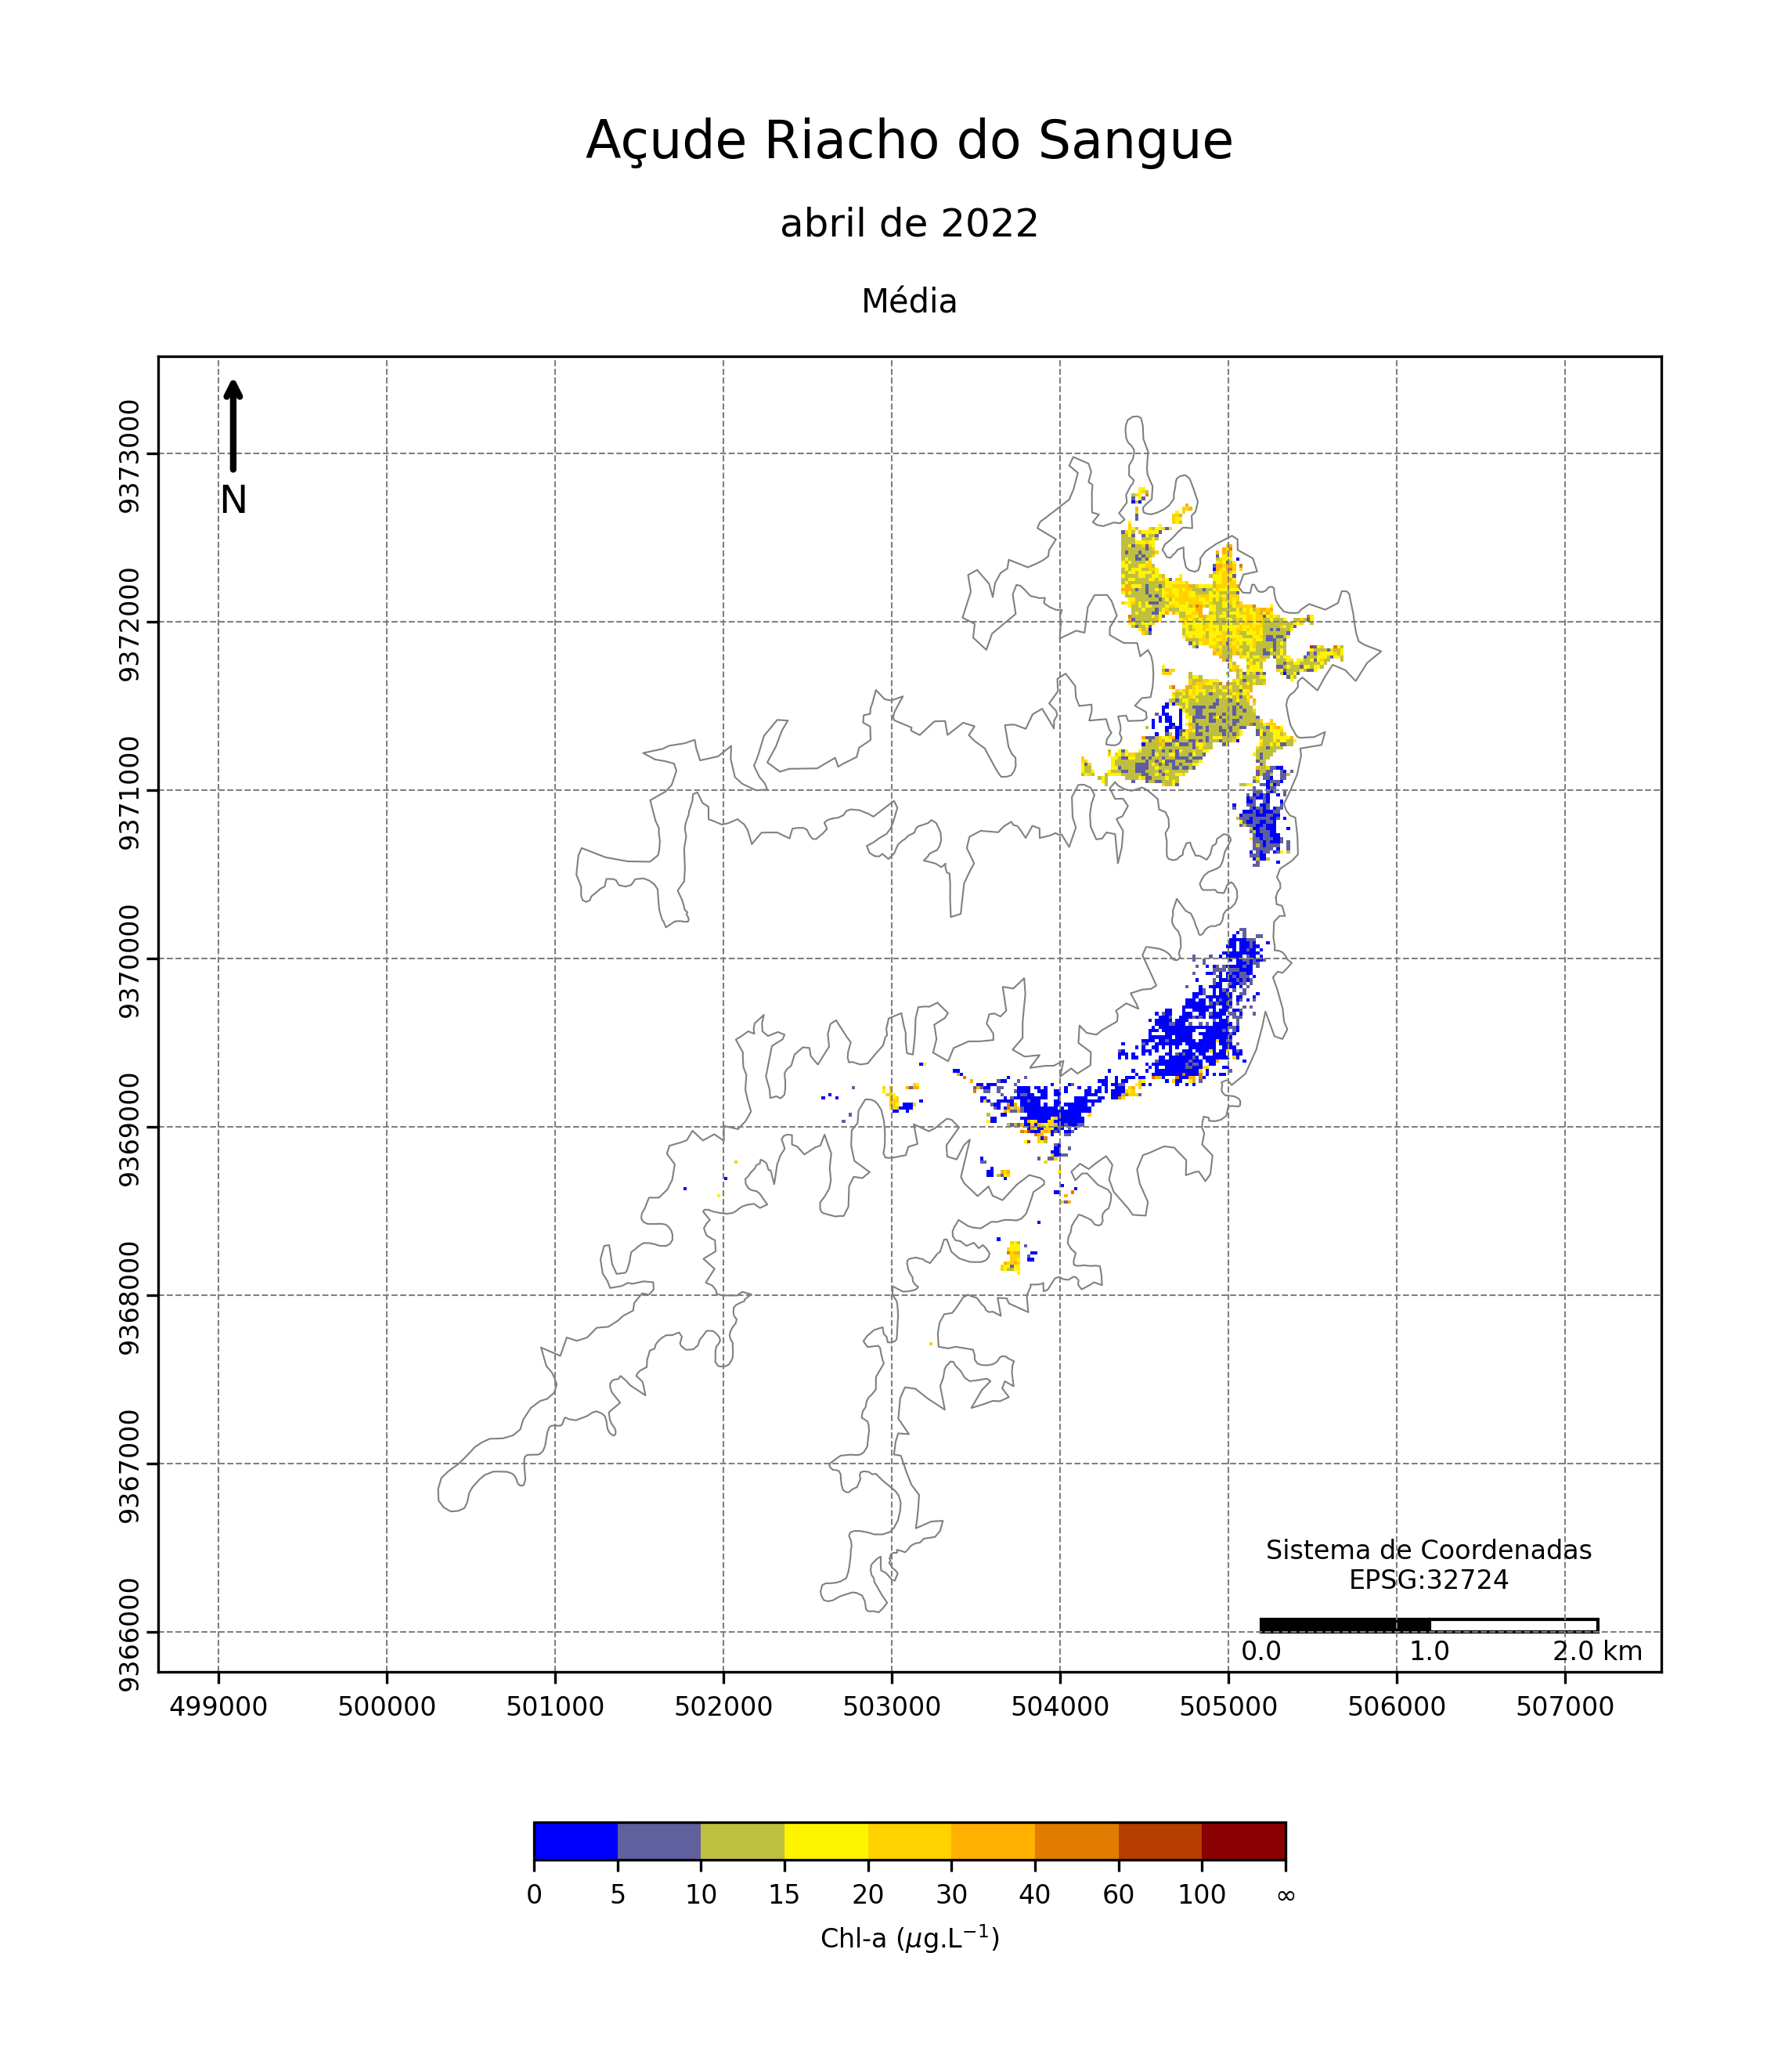 Açude Riacho do Sangue
abril de 2022
Média
N
9373000
9372000
9371000
9370000
9369000
9368000
9367000
9366000
Sistema de Coordenadas
EPSG:32724
0.0 1.0 2.0 km
499000 500000 501000 502000 503000 504000 505000 506000 507000
0 5 10 15 20 30 40 60 100 ∞
Chl-a (μg.L⁻¹)